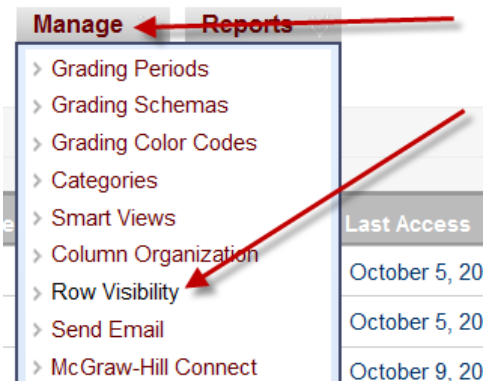 Manage Reports
Grading Periods
Grading Schemas
Grading Color Codes
Categories
Smart Views
Last Access
Column Organization
October 5, 20
Row Visibility
Send Email
October 5, 20
McGraw-Hill Connect
October 9, 20